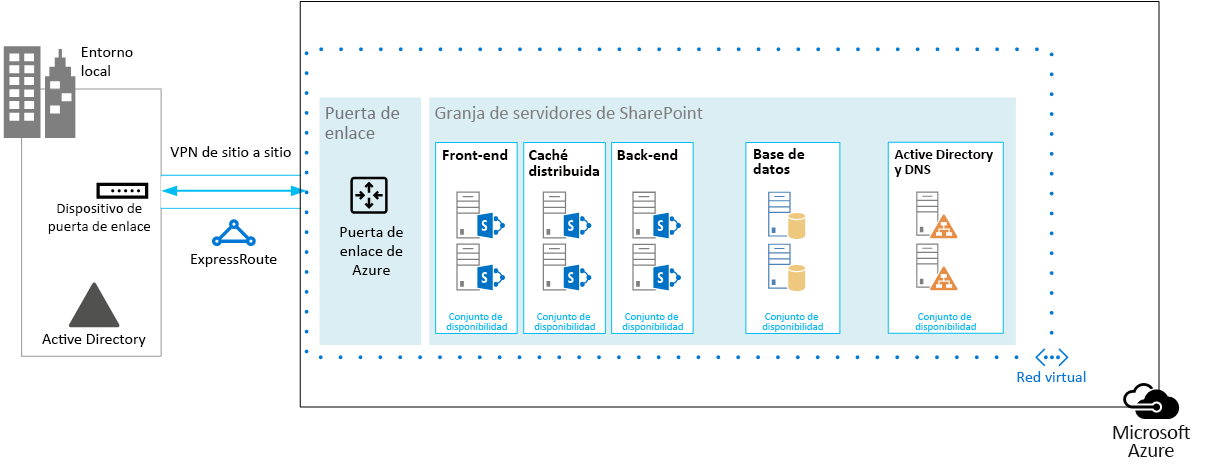 Entorno
local
VPN de sitio a sitio
Dispositivo de
puerta de enlace
ExpressRoute
Active Directory
Puerta de
enlace
Puerta de
enlace de
Azure
Granja de servidores de SharePoint
Front-end
Conjunto de
disponibilidad
Caché
distribuida
Conjunto de
disponibilidad
Back-end
Conjunto de
disponibilidad
Base de
datos
Conjunto de
disponibilidad
Active Directory
y DNS
Conjunto de
disponibilidad
Red virtual
Microsoft
Azure